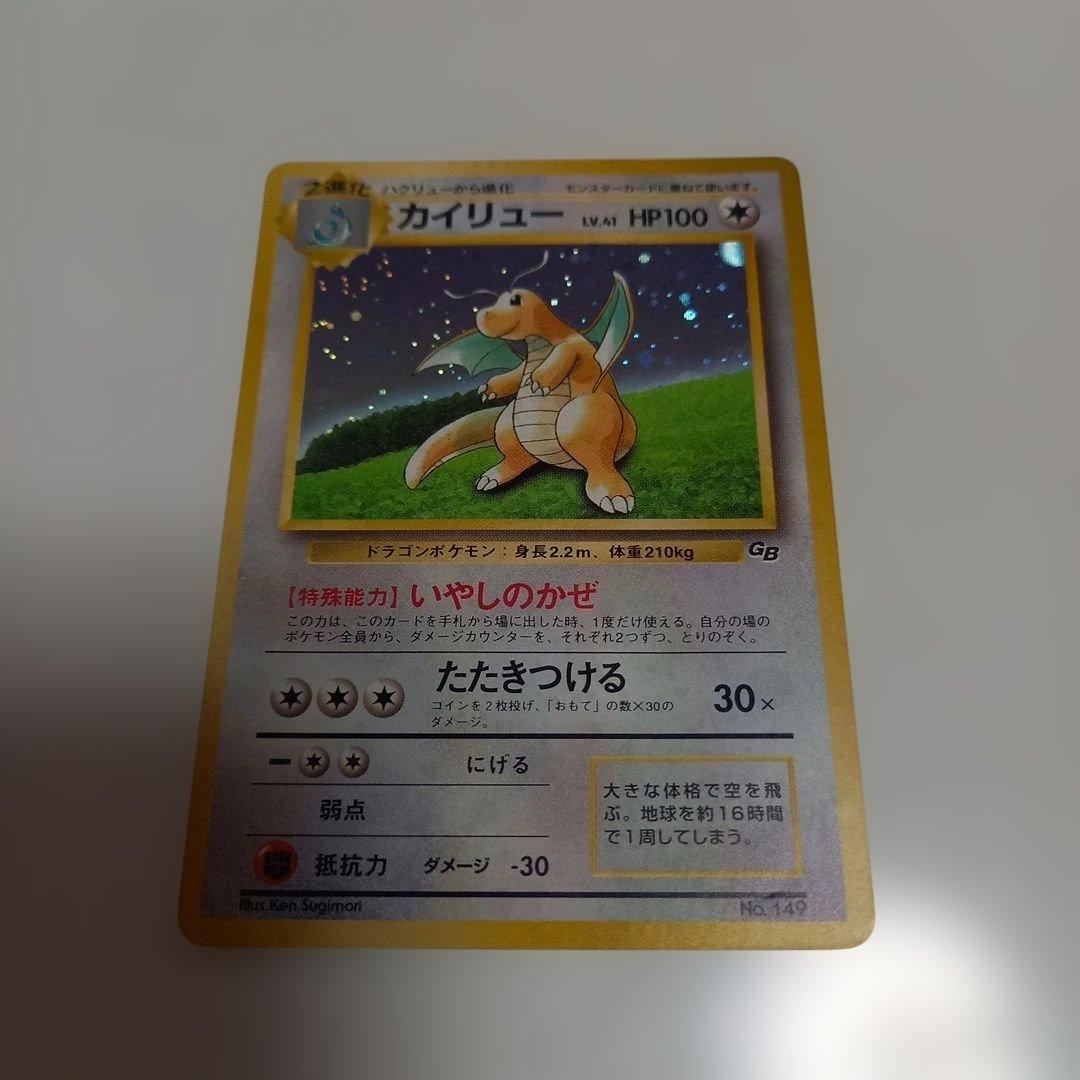 2進化 ハクリューから進化 モンスターカードに重ねて使います。
カイリュー LV.41 HP100
ドラゴンポケモン：身長2.2m、体重210kg GB
【特殊能力】いやしのかぜ
この力は、このカードを手札から場に出した時、1度だけ使える。自分の場の
ポケモン全員から、ダメージカウンターを、それぞれ2つずつ、とりのぞく。
たたきつける 30×
コインを2枚投げ、「おもて」の数×30の
ダメージ。
にげる
弱点
抵抗力 ダメージ -30
大きな体格で空を飛
ぶ。地球を約16時間
で1周してしまう。
Illus. Ken Sugimori No. 149